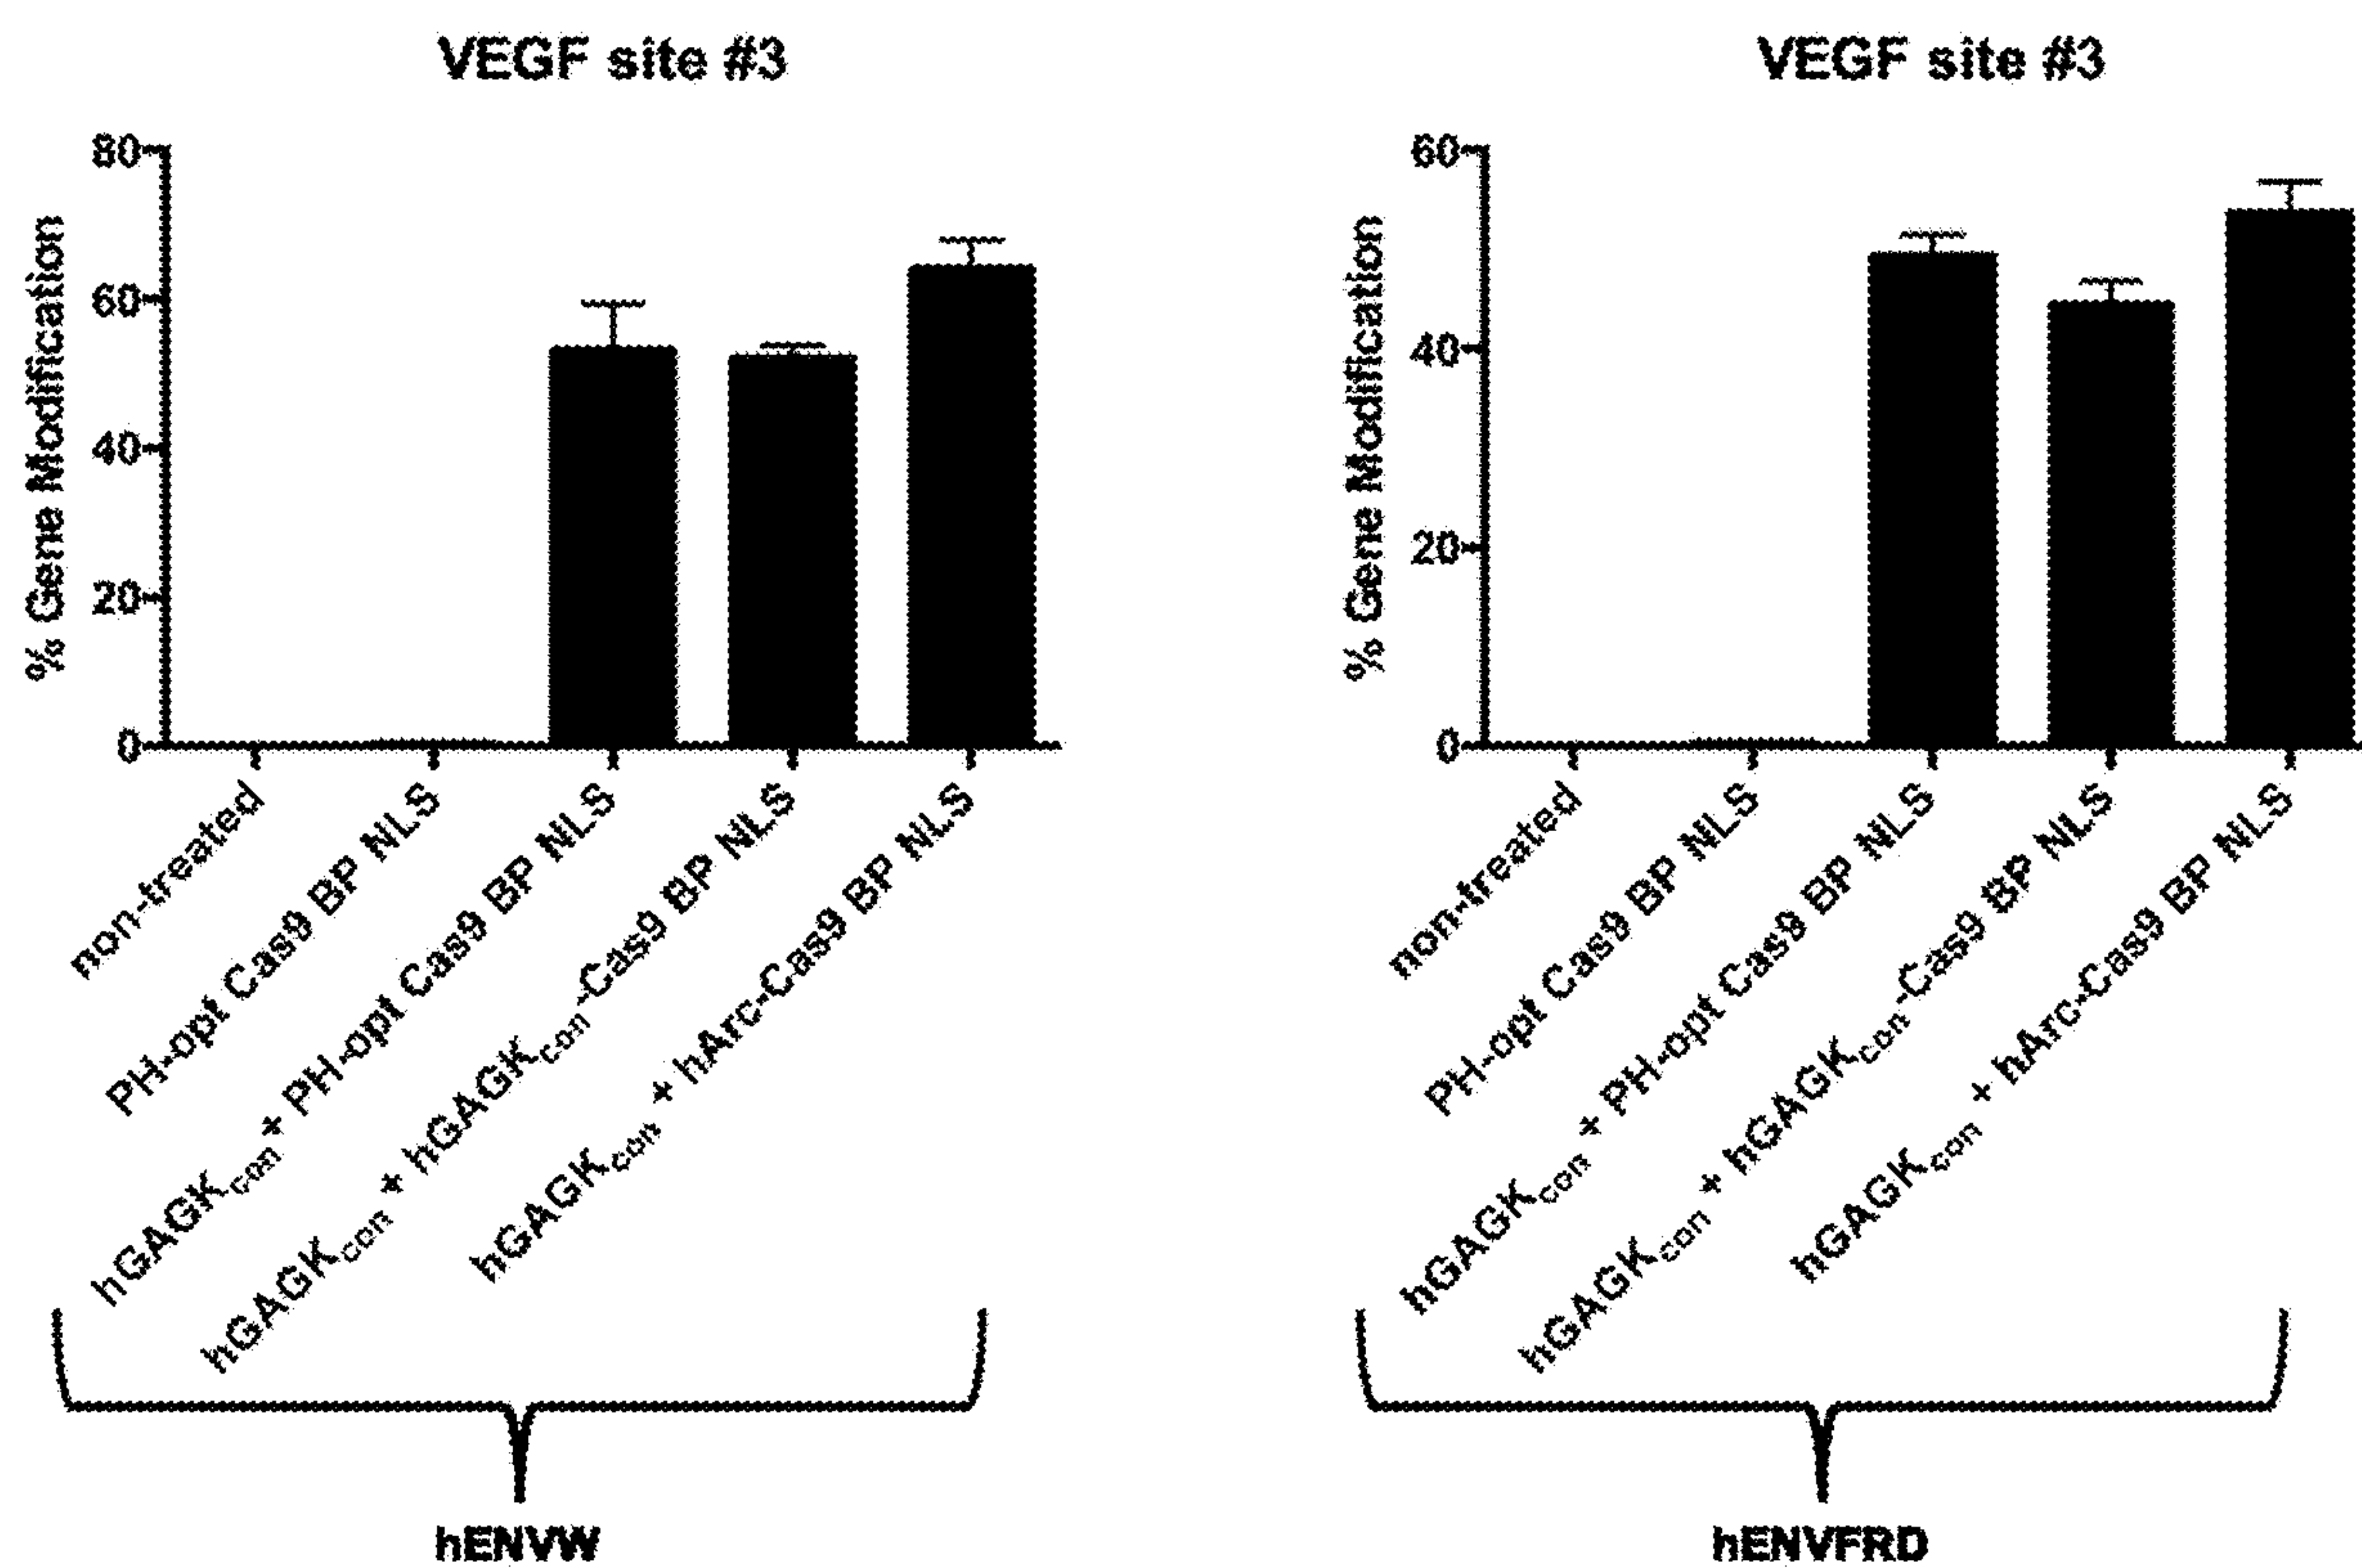 VEGF site #3
% Gene Modification
80
60
40
20
0
non-treated
PH-opt Cas9 BP NLS
hGAGKcon + PH-opt Cas9 BP NLS
hGAGKcon + hGAGKcon-Cas9 BP NLS
hGAGKcon + hArc-Cas9 BP NLS
hENVW
VEGF site #3
% Gene Modification
60
40
20
0
non-treated
PH-opt Cas9 BP NLS
hGAGKcon + PH-opt Cas9 BP NLS
hGAGKcon + hGAGKcon-Cas9 BP NLS
hGAGKcon + hArc-Cas9 BP NLS
hENVFRD